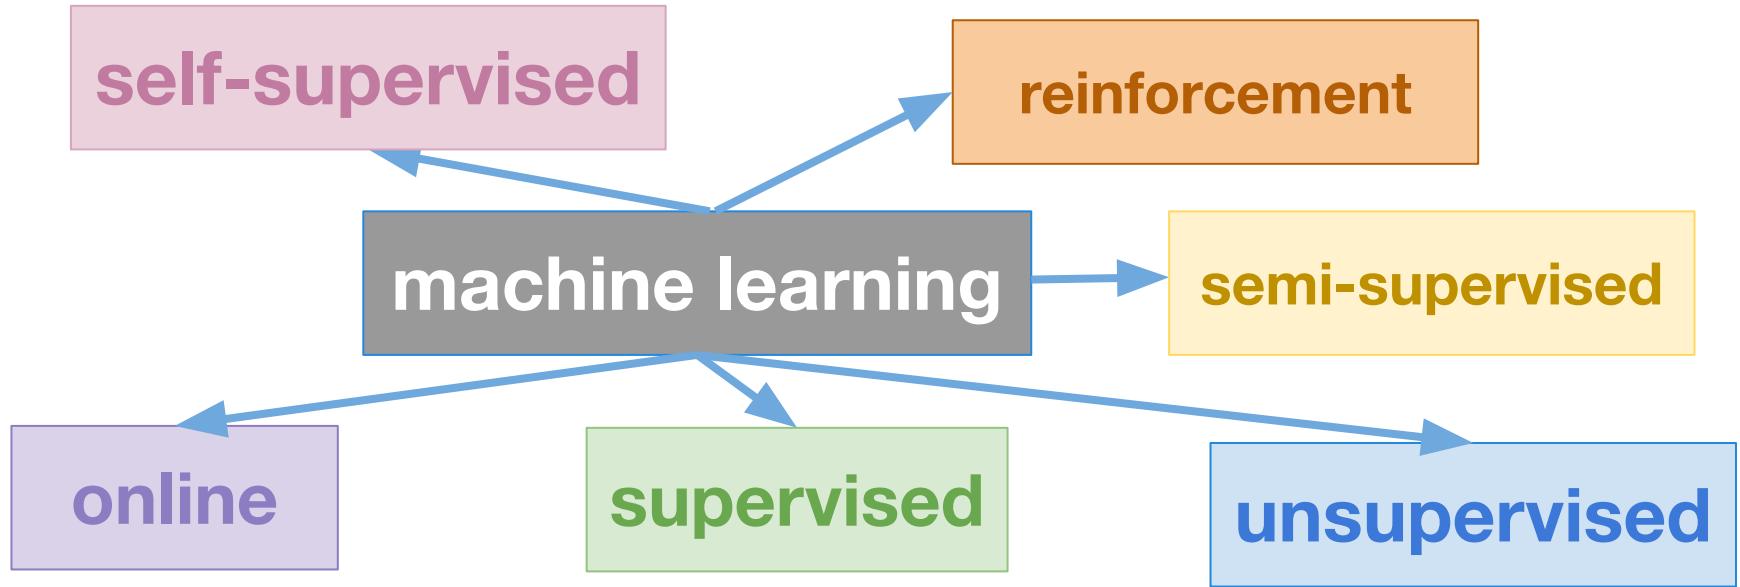 self-supervised
reinforcement
machine learning
semi-supervised
online
supervised
unsupervised